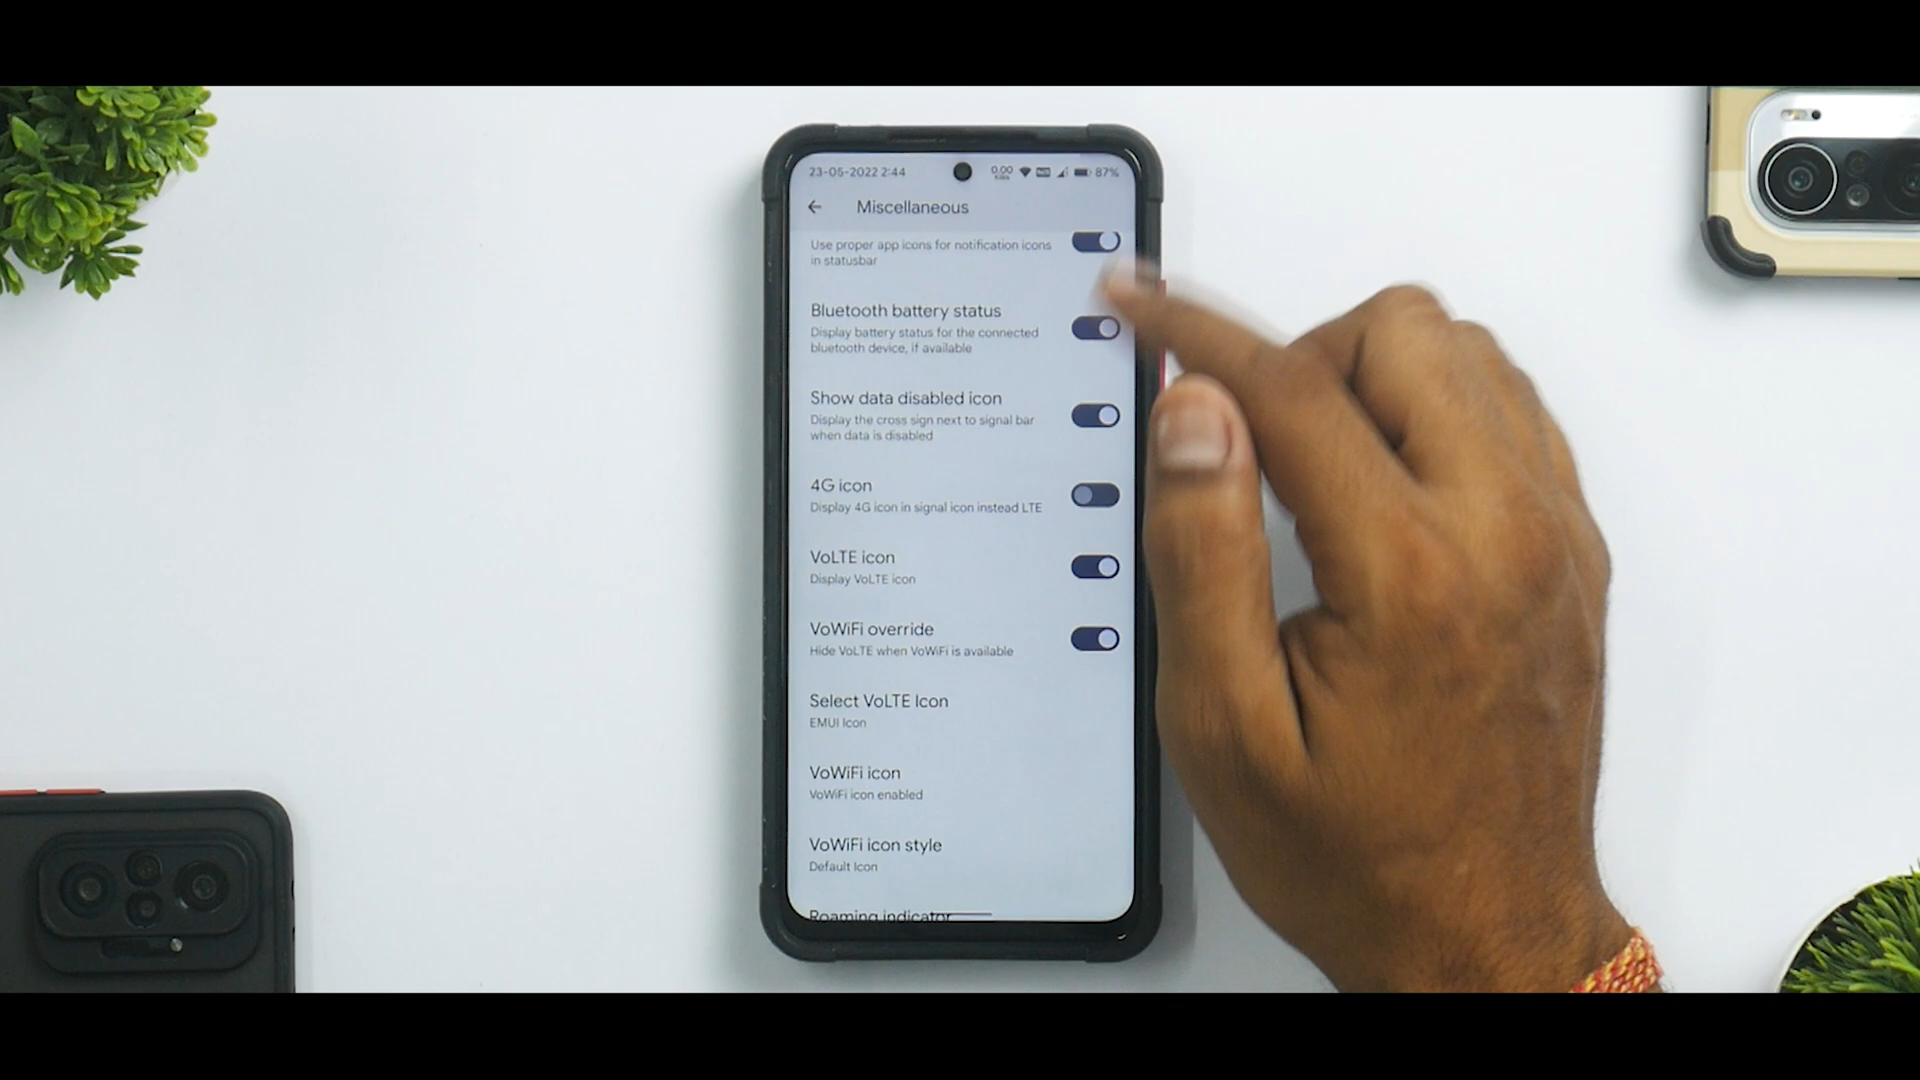 23-05-2022 2:44 0.00 87%
Miscellaneous
Use proper app icons for notification icons
in statusbar
Bluetooth battery status
Display battery status for the connected
bluetooth device, if available
Show data disabled icon
Display the cross sign next to signal bar
when data is disabled
4G icon
Display 4G icon in signal icon instead LTE
VoLTE icon
Display VoLTE icon
VoWiFi override
Hide VoLTE when VoWiFi is available
Select VoLTE Icon
EMUI Icon
VoWiFi icon
VoWiFi icon enabled
VoWiFi icon style
Default Icon
Roaming indicator